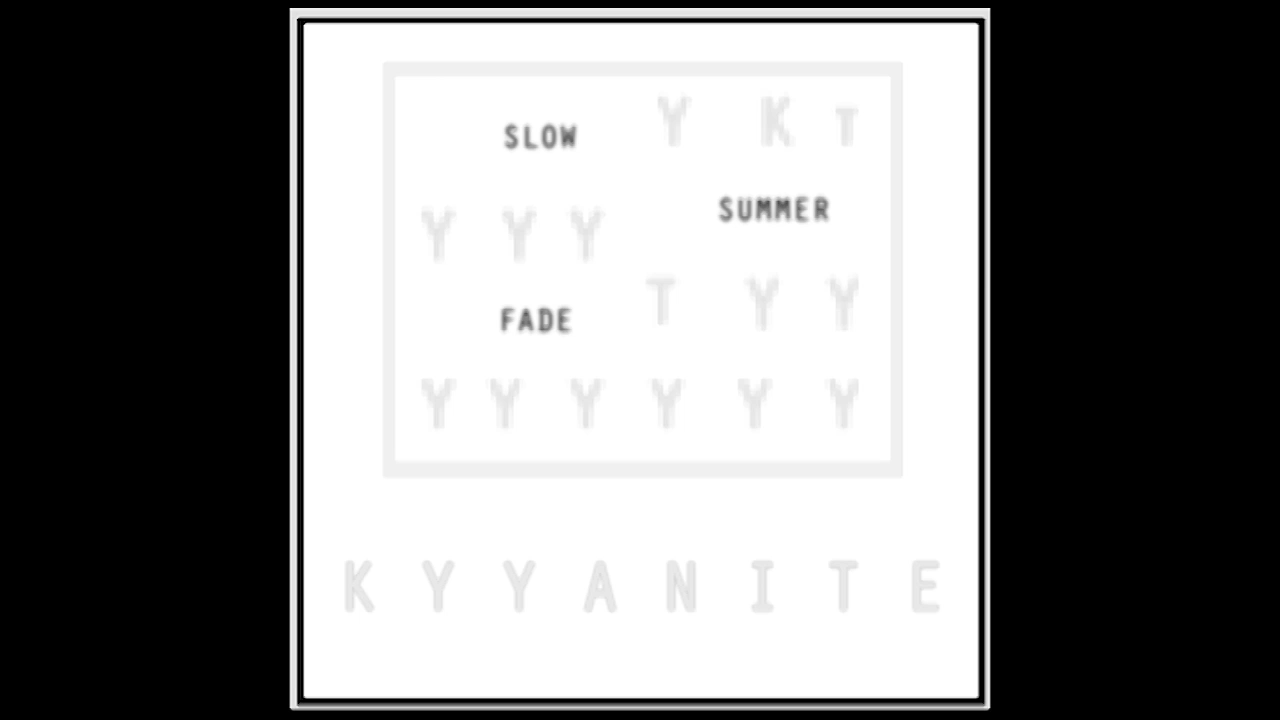 SLOW Y K T
SUMMER
Y Y Y
FADE T Y Y
Y Y Y Y Y Y
K Y Y A N I T E